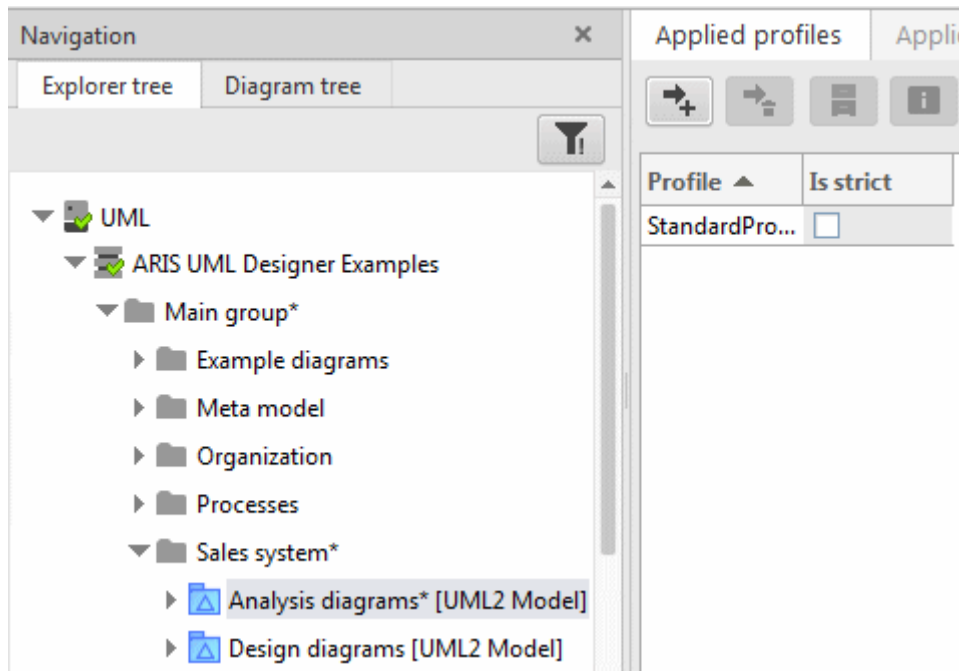 Navigation
Explorer tree
Diagram tree
UML
ARIS UML Designer Examples
Main group*
Example diagrams
Meta model
Organization
Processes
Sales system*
Analysis diagrams* [UML2 Model]
Design diagrams [UML2 Model]
Applied profiles
Appli
Profile
Is strict
StandardPro...